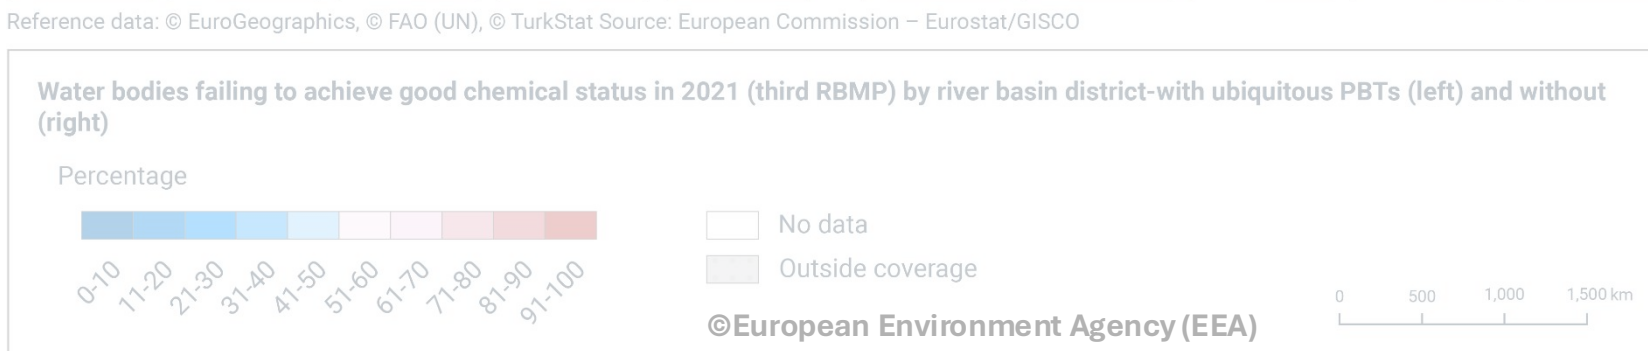 Reference data: © EuroGeographics, © FAO (UN), © TurkStat Source: European Commission – Eurostat/GISCO
Water bodies failing to achieve good chemical status in 2021 (third RBMP) by river basin district-with ubiquitous PBTs (left) and without
(right)
Percentage
0-10
11-20
21-30
31-40
41-50
51-60
61-70
71-80
81-90
91-100
No data
Outside coverage
0 500 1,000 1,500 km
©European Environment Agency (EEA)